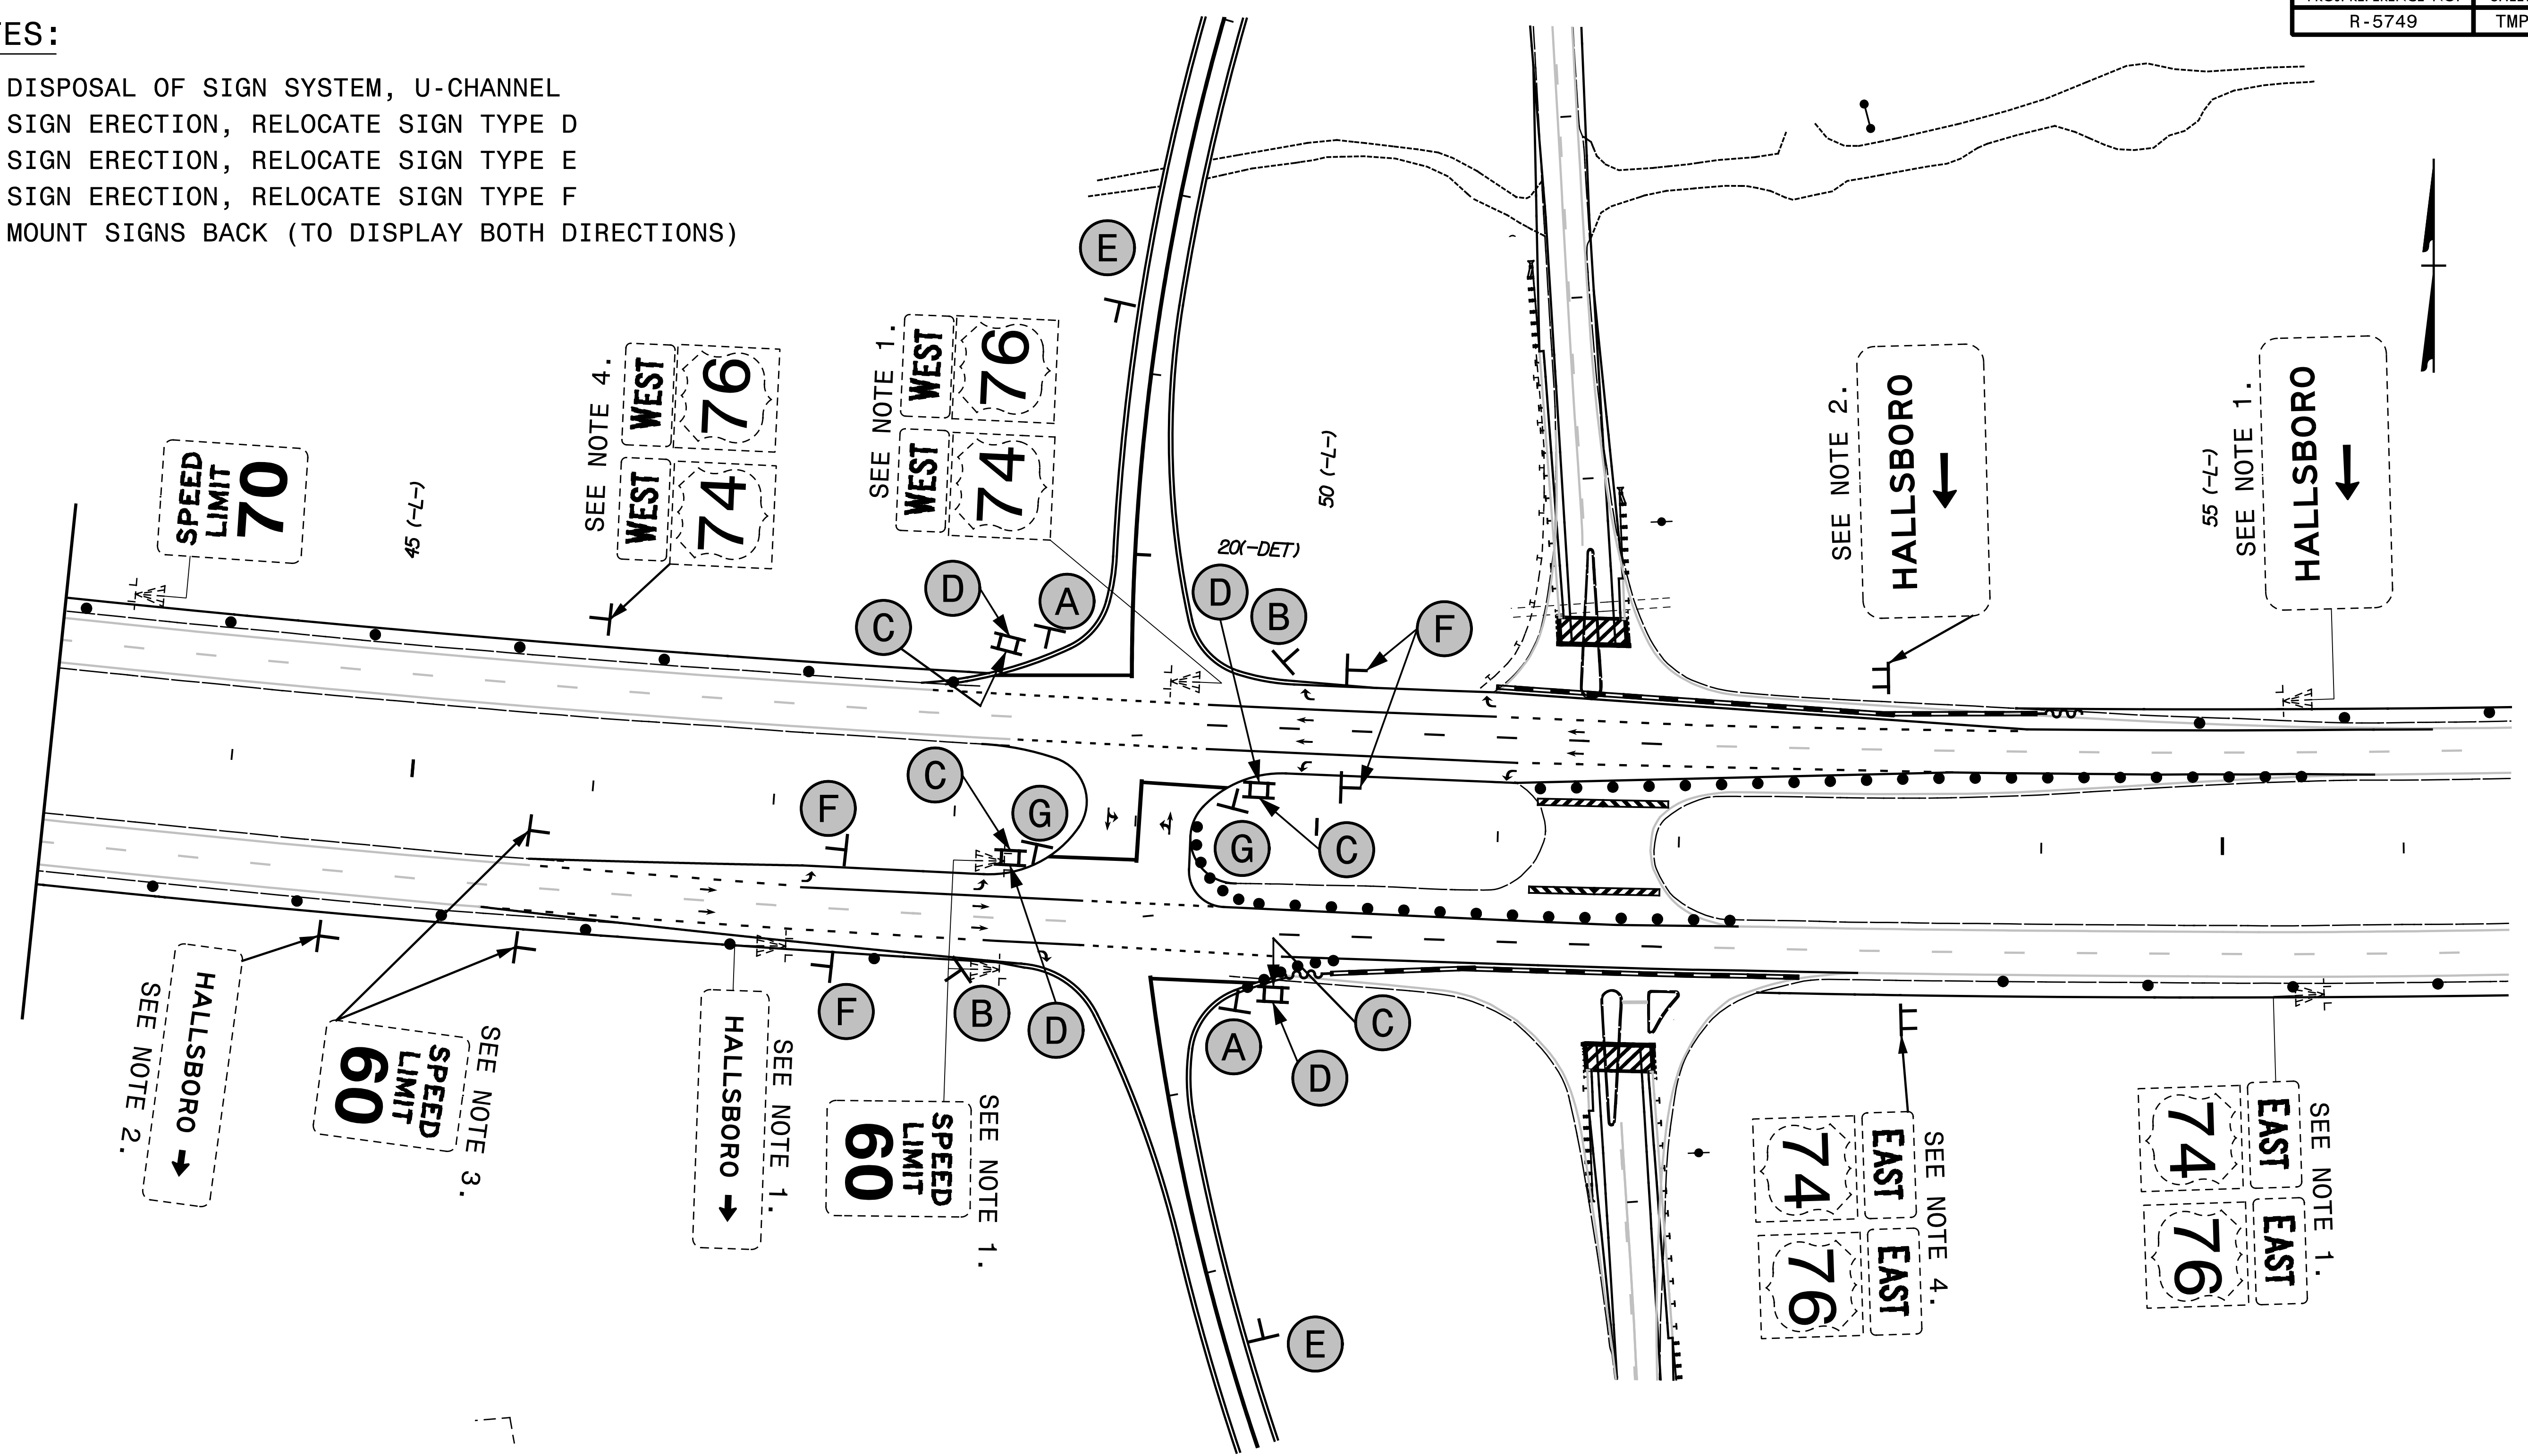 R-5749
TMP
TES:
DISPOSAL OF SIGN SYSTEM, U-CHANNEL
SIGN ERECTION, RELOCATE SIGN TYPE D
SIGN ERECTION, RELOCATE SIGN TYPE E
SIGN ERECTION, RELOCATE SIGN TYPE F
MOUNT SIGNS BACK (TO DISPLAY BOTH DIRECTIONS)
E
SPEED
LIMIT
70
45 (-L-)
SEE NOTE 4.
WEST WEST
74 76
SEE NOTE 1.
WEST WEST
74 76
50 (-L-)
20(-DET)
SEE NOTE 2.
HALLSBORO
55 (-L-)
SEE NOTE 1.
HALLSBORO
C
D
A
D
B
F
C
G
F
G
C
F
B
D
A
D
C
HALLSBORO
SEE NOTE 2.
SEE NOTE 3.
SPEED
LIMIT
60
SEE NOTE 1.
HALLSBORO
SEE NOTE 1.
SPEED
LIMIT
60
SEE NOTE 4.
EAST EAST
74 76
SEE NOTE 1.
EAST EAST
74 76
E